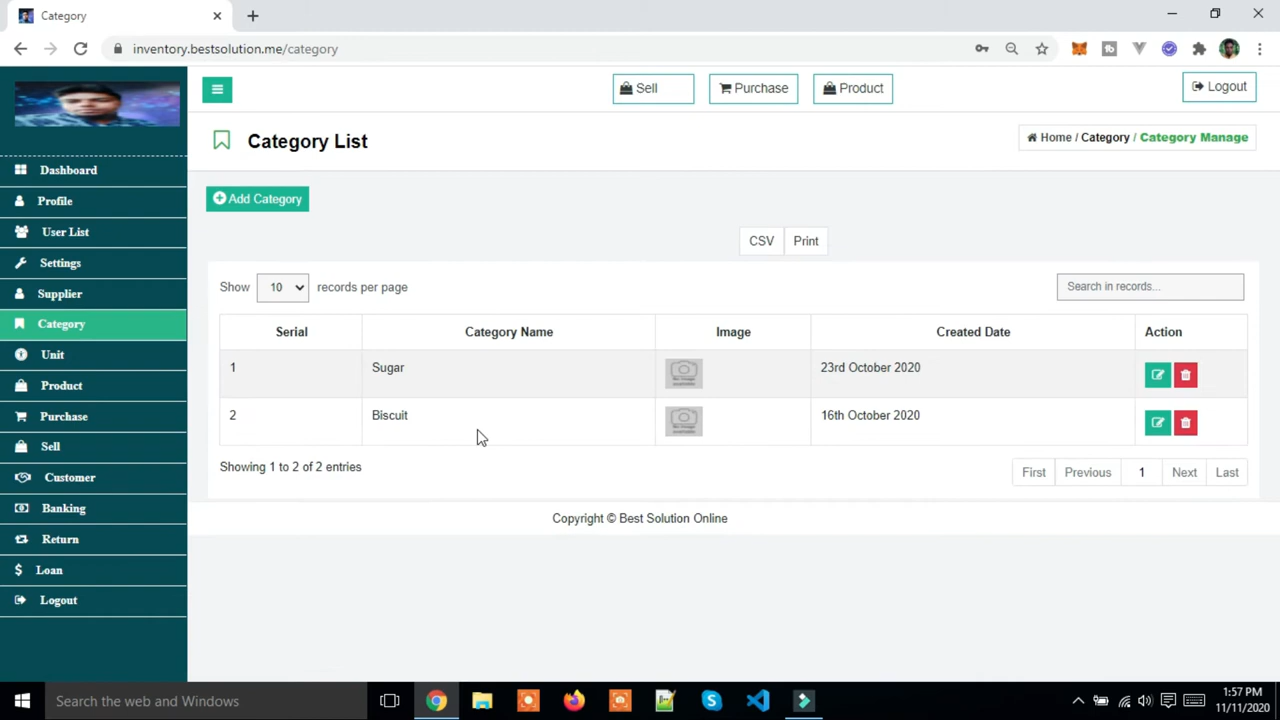 Category
inventory.bestsolution.me/category
Sell
Purchase
Product
Logout
Category List
Home / Category / Category Manage
Dashboard
Profile
User List
Settings
Supplier
Category
Unit
Product
Purchase
Sell
Customer
Banking
Return
Loan
Logout
Add Category
CSV
Print
Show 10 records per page
Search in records...
Serial Category Name Image Created Date Action
1 Sugar 23rd October 2020
2 Biscuit 16th October 2020
Showing 1 to 2 of 2 entries
First Previous 1 Next Last
Copyright © Best Solution Online
Search the web and Windows
1:57 PM
11/11/2020